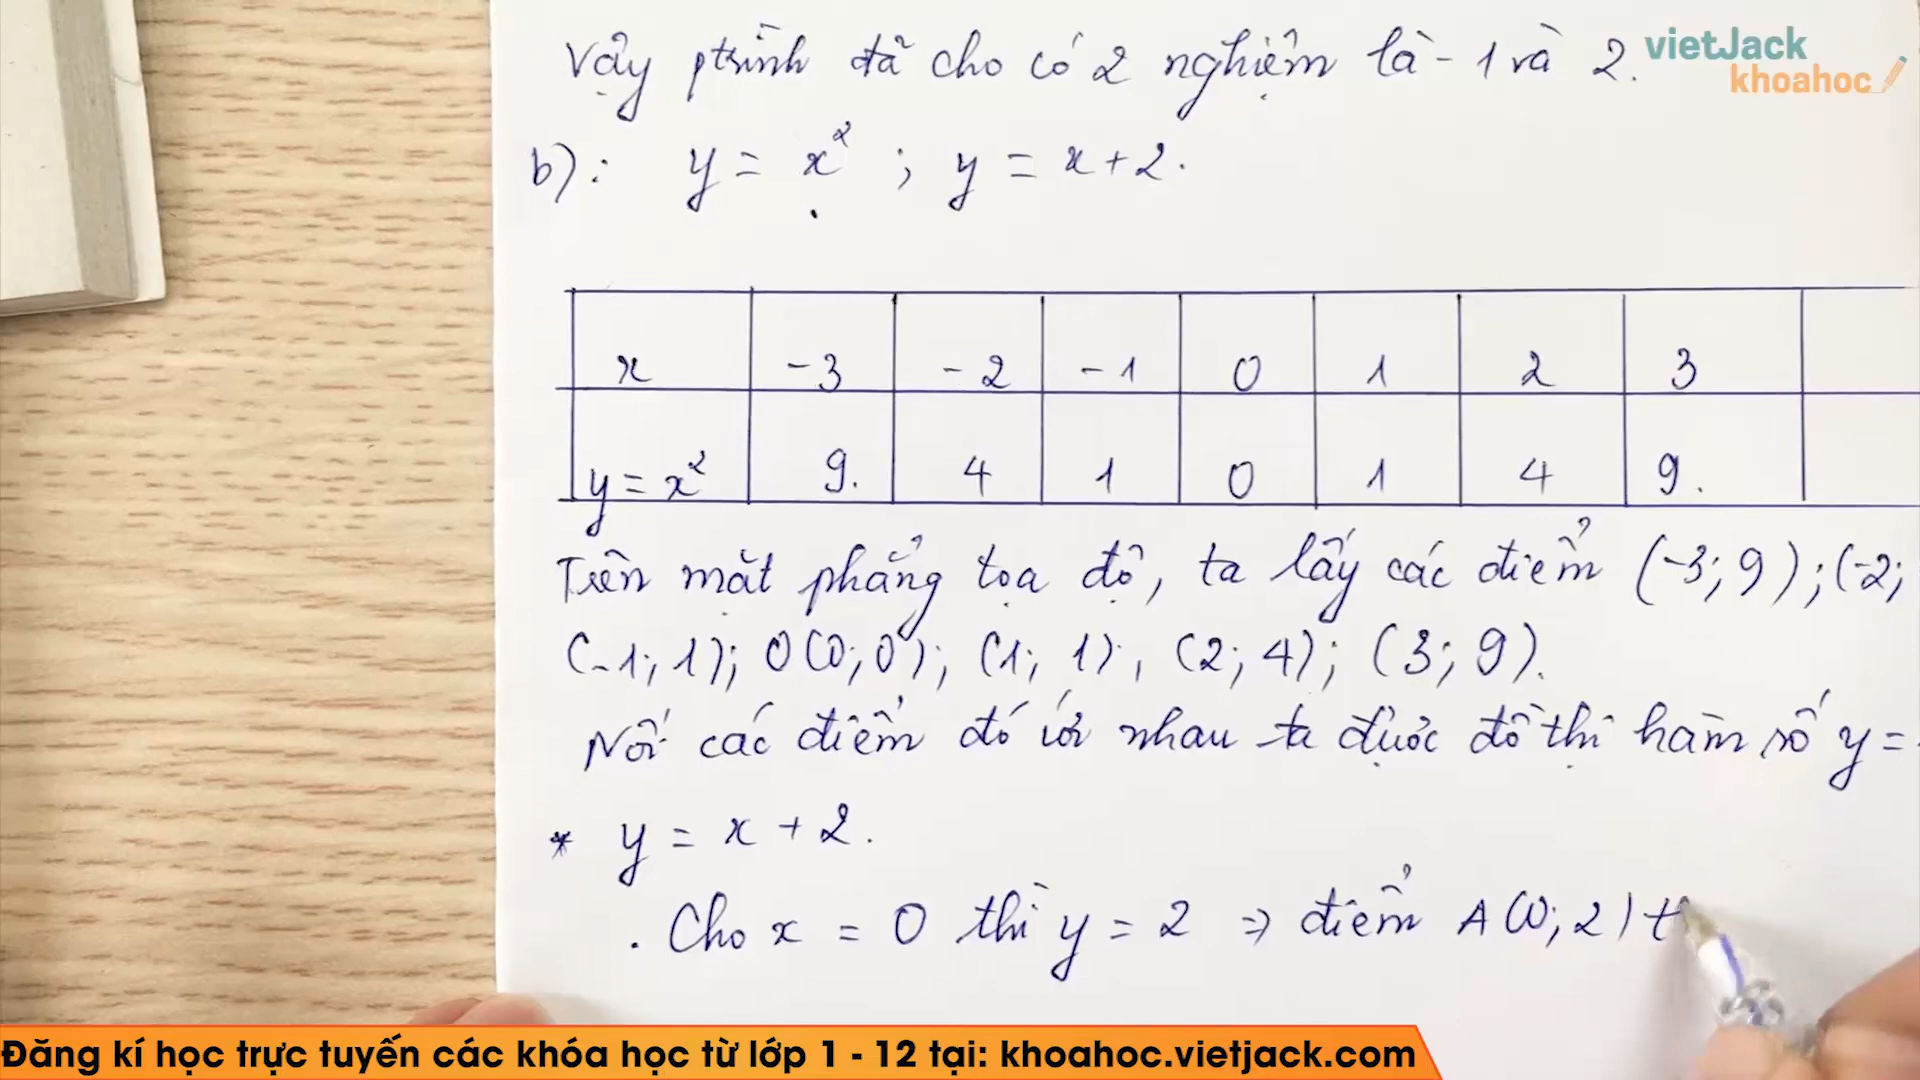 vietJack
khoahoc
Vậy ptrình đã cho có 2 nghiệm là -1 và 2.
b): y = x² ; y = x+2.
x -3 -2 -1 0 1 2 3
y = x² 9. 4 1 0 1 4 9.
Trên mặt phẳng tọa độ, ta lấy các điểm (-3; 9); (-2;
(-1; 1); O(0; 0); (1; 1), (2; 4); (3; 9).
Nối các điểm đó với nhau ta được đồ thị hàm số y =
* y = x + 2.
. Cho x = 0 thì y = 2 => điểm A(0; 2) t
Đăng kí học trực tuyến các khóa học từ lớp 1 - 12 tại: khoahoc.vietjack.com